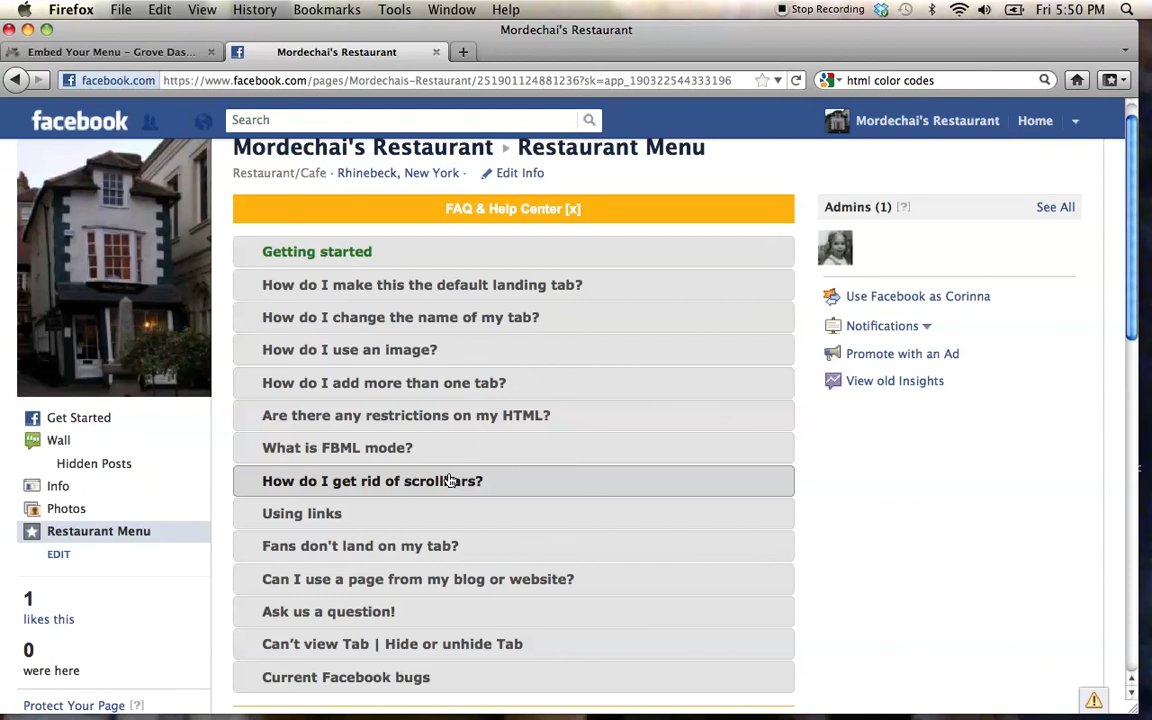 Firefox File Edit View History Bookmarks Tools Window Help Stop Recording Fri 5:50 PM
Mordechai's Restaurant
Embed Your Menu – Grove Das... Mordechai's Restaurant
facebook.com https://www.facebook.com/pages/Mordechais-Restaurant/251901124881236?sk=app_190322544333196 html color codes
facebook Search Mordechai's Restaurant Home
Mordechai's Restaurant ▸ Restaurant Menu
Restaurant/Cafe · Rhinebeck, New York · Edit Info
FAQ & Help Center [x]
Getting started
How do I make this the default landing tab?
How do I change the name of my tab?
How do I use an image?
How do I add more than one tab?
Are there any restrictions on my HTML?
What is FBML mode?
How do I get rid of scrollbars?
Using links
Fans don't land on my tab?
Can I use a page from my blog or website?
Ask us a question!
Can't view Tab | Hide or unhide Tab
Current Facebook bugs
Admins (1) [?] See All
Use Facebook as Corinna
Notifications
Promote with an Ad
View old Insights
Get Started
Wall
Hidden Posts
Info
Photos
Restaurant Menu
EDIT
1
likes this
0
were here
Protect Your Page [?]